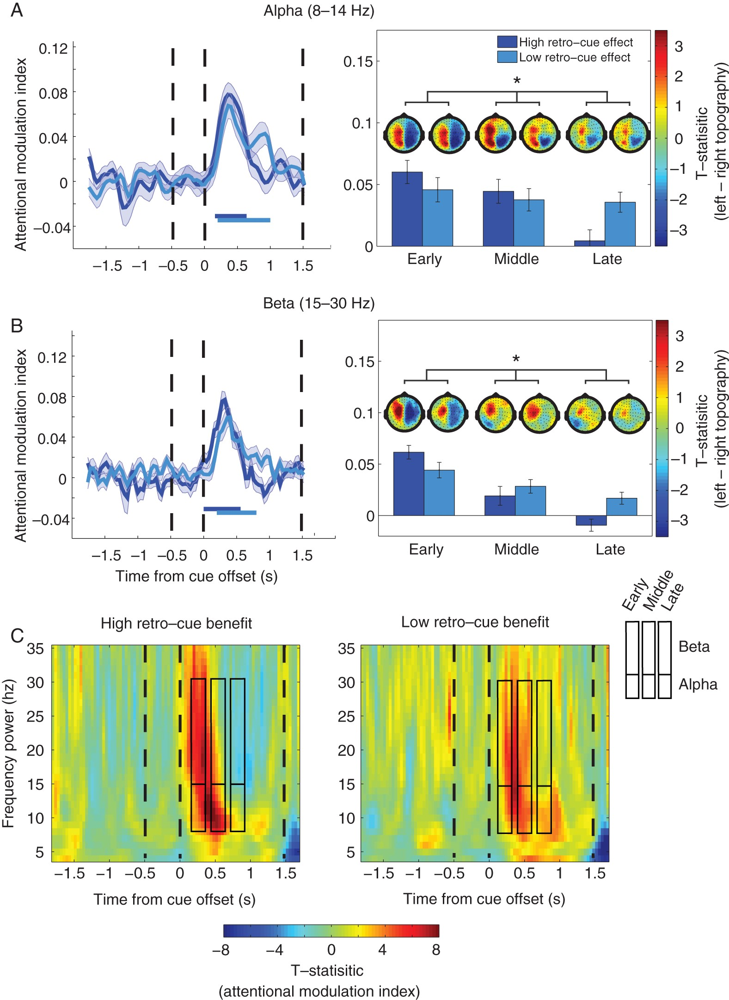 A
Alpha (8–14 Hz)
Attentional modulation index
0.12
0.08
0.04
0
−0.04
−1.5 −1 −0.5 0 0.5 1 1.5
High retro–cue effect
Low retro–cue effect
0.15
0.1
0.05
0
*
Early Middle Late
3
2
1
0
−1
−2
−3
T–statisitic
(left – right topography)
Beta (15–30 Hz)
B
Attentional modulation index
0.12
0.08
0.04
0
−0.04
−1.5 −1 −0.5 0 0.5 1 1.5
Time from cue offset (s)
0.15
0.1
0.05
0
*
Early Middle Late
3
2
1
0
−1
−2
−3
T–statisitic
(left – right topography)
Early
Middle
Late
Beta
Alpha
C
High retro–cue benefit
Low retro–cue benefit
Frequency power (hz)
35
30
25
20
15
10
5
−1.5 −1 −0.5 0 0.5 1 1.5
Time from cue offset (s)
35
30
25
20
15
10
5
−1.5 −1 −0.5 0 0.5 1 1.5
Time from cue offset (s)
−8 −4 0 4 8
T–statisitic
(attentional modulation index)